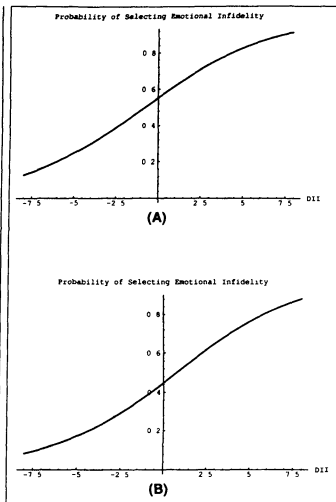 Probability of Selecting Emotional Infidelity
0 8
0 6
0 4
0 2
-7 5 -5 -2 5 2 5 5 7 5 DII
(A)
Probability of Selecting Emotional Infidelity
0 8
0 6
0 4
0 2
-7 5 -5 -2 5 2 5 5 7 5 DII
(B)